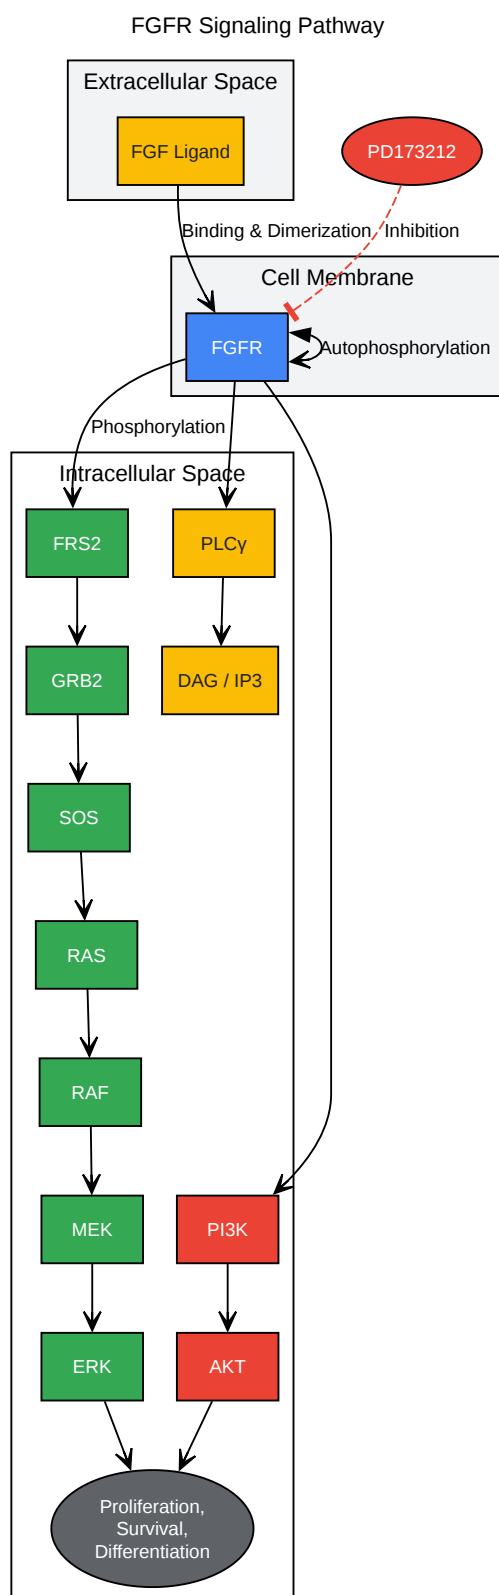 FGFR Signaling Pathway
Extracellular Space
FGF Ligand
PD173212
Binding & Dimerization
Inhibition
Cell Membrane
FGFR
Autophosphorylation
Phosphorylation
Intracellular Space
FRS2
PLCγ
GRB2
DAG / IP3
SOS
RAS
RAF
MEK
PI3K
ERK
AKT
Proliferation,
Survival,
Differentiation